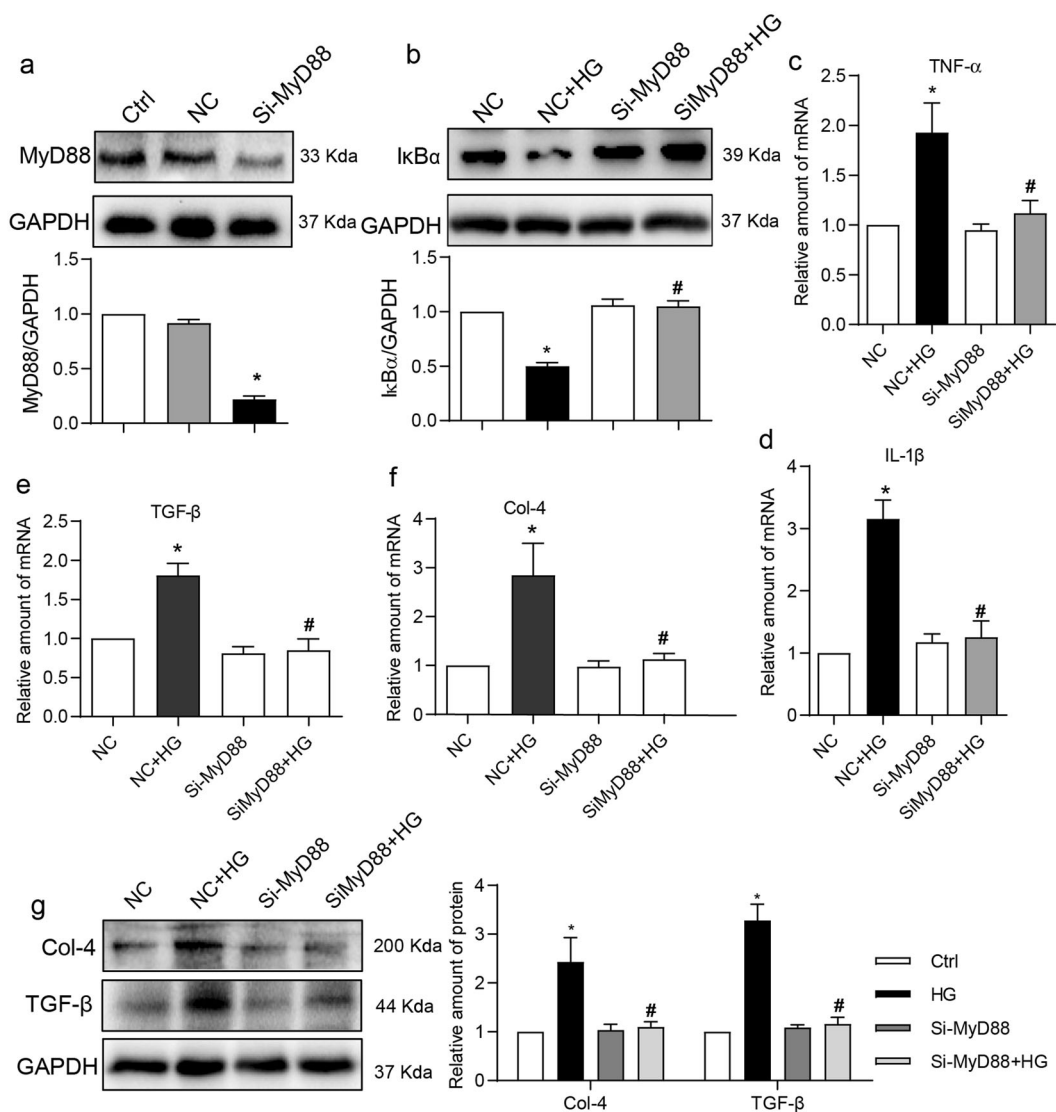 a
Ctrl NC Si-MyD88
MyD88 33 Kda
GAPDH 37 Kda
MyD88/GAPDH
1.5
1.0
0.5
0.0
*
b
NC NC+HG Si-MyD88 SiMyD88+HG
IκBα 39 Kda
GAPDH 37 Kda
IκBα/GAPDH
1.5
1.0
0.5
0.0
* #
c
TNF-α
Relative amount of mRNA
2.5
2.0
1.5
1.0
0.5
0.0
* #
NC NC+HG Si-MyD88 SiMyD88+HG
d
IL-1β
Relative amount of mRNA
4
3
2
1
0
* #
NC NC+HG Si-MyD88 SiMyD88+HG
e
TGF-β
Relative amount of mRNA
2.5
2.0
1.5
1.0
0.5
0.0
* #
NC NC+HG Si-MyD88 SiMyD88+HG
f
Col-4
Relative amount of mRNA
4
3
2
1
0
* #
NC NC+HG Si-MyD88 SiMyD88+HG
g
NC NC+HG Si-MyD88 SiMyD88+HG
Col-4 200 Kda
TGF-β 44 Kda
GAPDH 37 Kda
Relative amount of protein
4
3
2
1
0
* # * #
Col-4 TGF-β
Ctrl
HG
Si-MyD88
Si-MyD88+HG